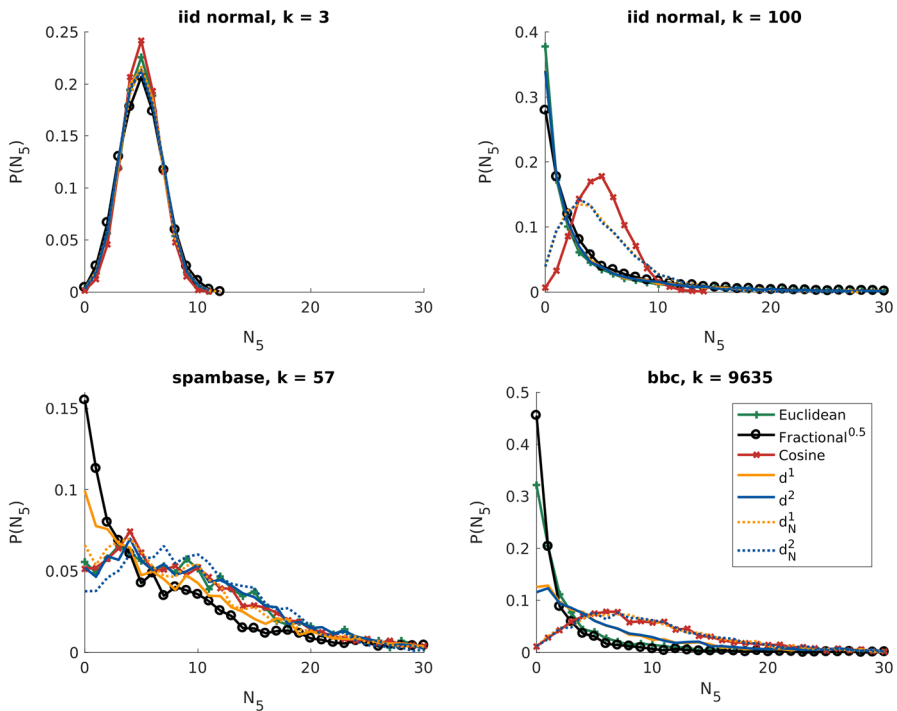 iid normal, k = 3
0.25
0.2
0.15
0.1
0.05
0
P(N5)
0 10 20 30
N5
iid normal, k = 100
0.4
0.3
0.2
0.1
0
P(N5)
0 10 20 30
N5
spambase, k = 57
0.15
0.1
0.05
0
P(N5)
0 10 20 30
N5
bbc, k = 9635
0.5
0.4
0.3
0.2
0.1
0
P(N5)
0 10 20 30
N5
Euclidean
Fractional0.5
Cosine
d1
d2
d1N
d2N